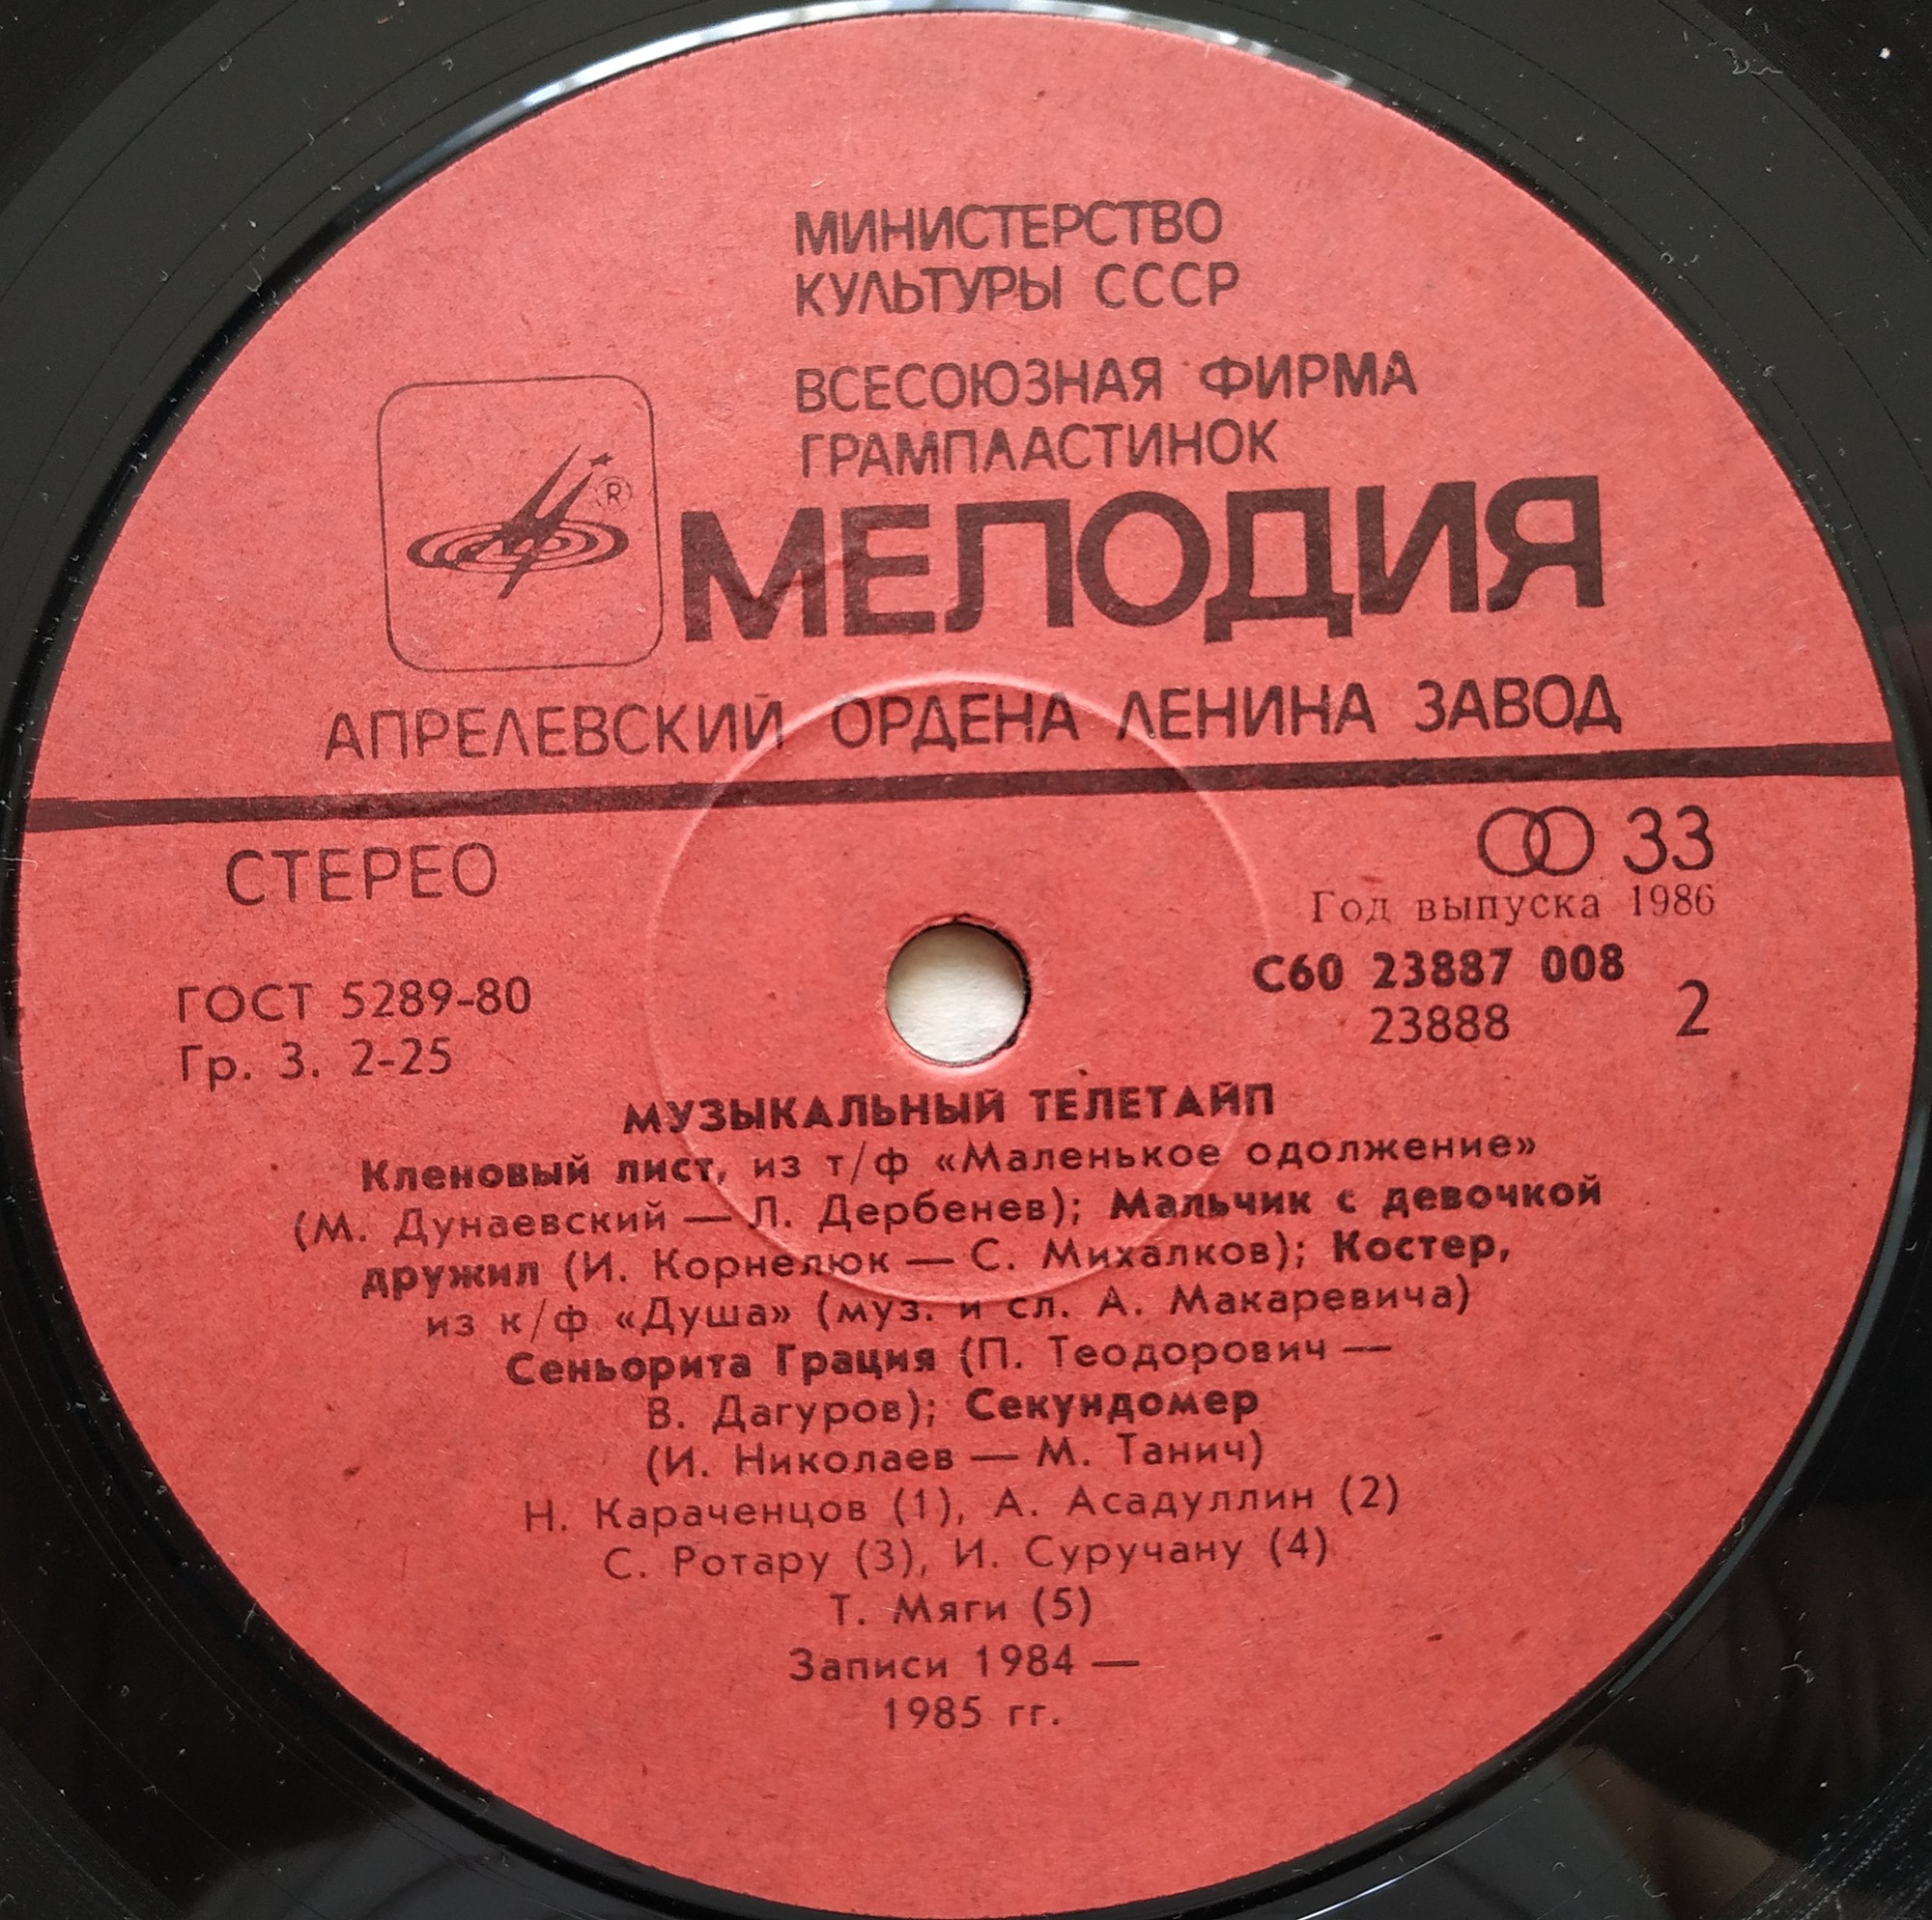 МИНИСТЕРСТВО
КУЛЬТУРЫ СССР
ВСЕСОЮЗНАЯ ФИРМА
ГРАМПЛАСТИНОК
®
МЕЛОДИЯ
АПРЕЛЕВСКИЙ ОРДЕНА ЛЕНИНА ЗАВОД
СТЕРЕО
33
Год выпуска 1986
ГОСТ 5289-80
Гр. 3. 2-25
С60 23887 008
23888
2
МУЗЫКАЛЬНЫЙ ТЕЛЕТАЙП
Кленовый лист, из т/ф «Маленькое одолжение»
(М. Дунаевский — Л. Дербенев); Мальчик с девочкой
дружил (И. Корнелюк — С. Михалков); Костер,
из к/ф «Душа» (муз. и сл. А. Макаревича)
Сеньорита Грация (П. Теодорович —
В. Дагуров); Секундомер
(И. Николаев — М. Танич)
Н. Караченцов (1), А. Асадуллин (2)
С. Ротару (3), И. Суручану (4)
Т. Мяги (5)
Записи 1984 —
1985 гг.